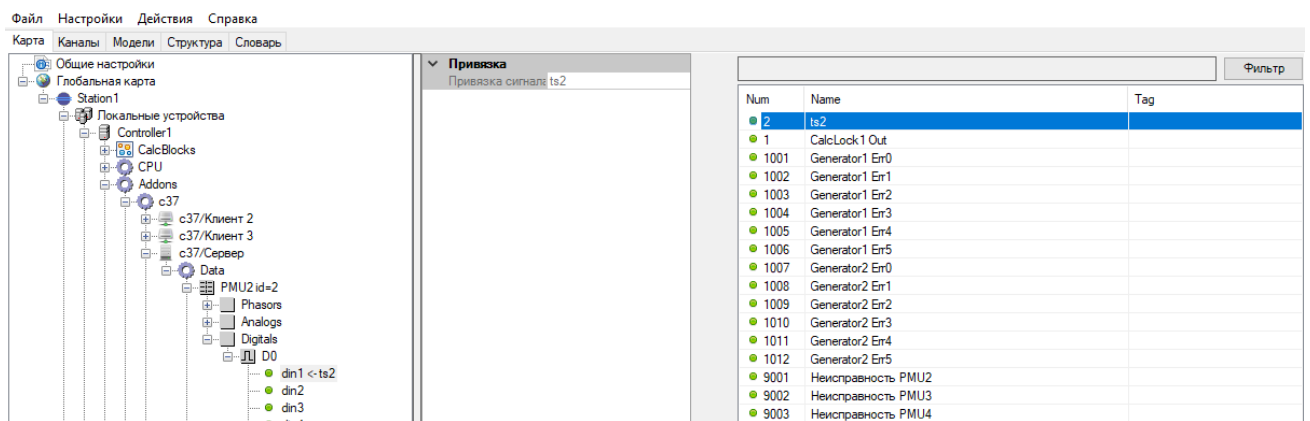 Файл Настройки Действия Справка
Карта Каналы Модели Структура Словарь
Общие настройки
Глобальная карта
Station1
Локальные устройства
Controller1
CalcBlocks
CPU
Addons
c37
c37/Клиент 2
c37/Клиент 3
c37/Сервер
Data
PMU2 id=2
Phasors
Analogs
Digitals
D0
din1 <-ts2
din2
din3
Привязка
Привязка сигнала ts2
Фильтр
Num Name Tag
2 ts2
1 CalcLock1 Out
1001 Generator1 Err0
1002 Generator1 Err1
1003 Generator1 Err2
1004 Generator1 Err3
1005 Generator1 Err4
1006 Generator1 Err5
1007 Generator2 Err0
1008 Generator2 Err1
1009 Generator2 Err2
1010 Generator2 Err3
1011 Generator2 Err4
1012 Generator2 Err5
9001 Неисправность PMU2
9002 Неисправность PMU3
9003 Неисправность PMU4